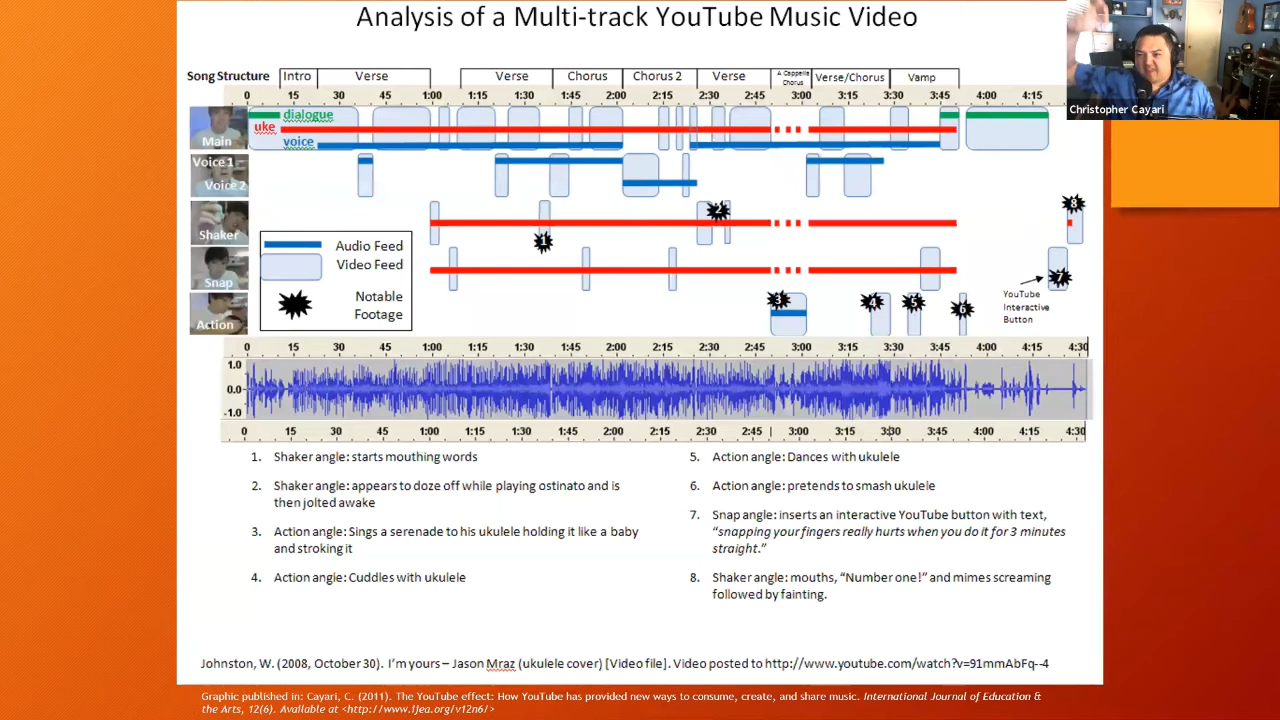 Analysis of a Multi-track YouTube Music Video
Christopher Cayari
Song Structure Intro Verse Verse Chorus Chorus 2 Verse A Cappella Chorus Verse/Chorus Vamp
0 15 30 45 1:00 1:15 1:30 1:45 2:00 2:15 2:30 2:45 3:00 3:15 3:30 3:45 4:00 4:15
dialogue
uke
Main voice
Voice 1
Voice 2
Shaker
1 2 8
Snap
7
Action
3 4 5 6
Audio Feed
Video Feed
Notable
Footage
YouTube
Interactive
Button
0 15 30 45 1:00 1:15 1:30 1:45 2:00 2:15 2:30 2:45 3:00 3:15 3:30 3:45 4:00 4:15 4:30
1.0
0.0
-1.0
0 15 30 45 1:00 1:15 1:30 1:45 2:00 2:15 2:30 2:45 3:00 3:15 3:30 3:45 4:00 4:15 4:30
1. Shaker angle: starts mouthing words
2. Shaker angle: appears to doze off while playing ostinato and is
then jolted awake
3. Action angle: Sings a serenade to his ukulele holding it like a baby
and stroking it
4. Action angle: Cuddles with ukulele
5. Action angle: Dances with ukulele
6. Action angle: pretends to smash ukulele
7. Snap angle: inserts an interactive YouTube button with text,
“snapping your fingers really hurts when you do it for 3 minutes
straight.”
8. Shaker angle: mouths, “Number one!” and mimes screaming
followed by fainting.
Johnston, W. (2008, October 30). I’m yours – Jason Mraz (ukulele cover) [Video file]. Video posted to http://www.youtube.com/watch?v=91mmAbFq--4
Graphic published in: Cayari, C. (2011). The YouTube effect: How YouTube has provided new ways to consume, create, and share music. International Journal of Education &
the Arts, 12(6). Available at <http://www.ijea.org/v12n6/>